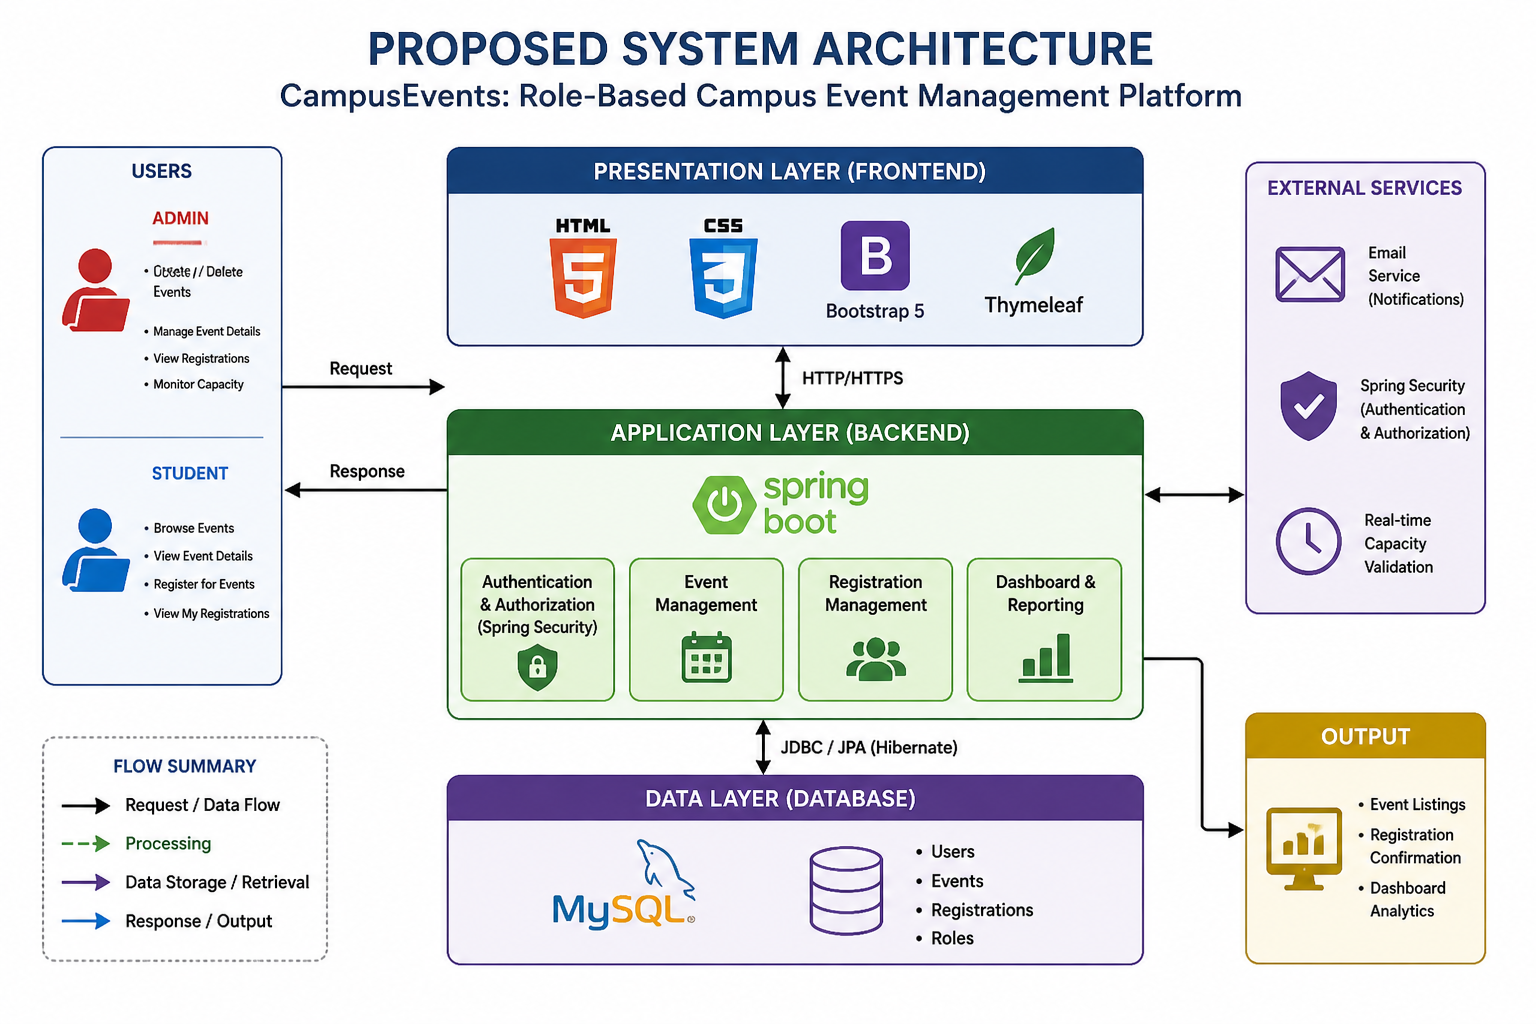 PROPOSED SYSTEM ARCHITECTURE
CampusEvents: Role-Based Campus Event Management Platform
USERS
ADMIN
• / Delete
Events
• Manage Event Details
• View Registrations
• Monitor Capacity
STUDENT
• Browse Events
• View Event Details
• Register for Events
• View My Registrations
Request
Response
PRESENTATION LAYER (FRONTEND)
HTML
5
CSS
3
B
Bootstrap 5
Thymeleaf
HTTP/HTTPS
APPLICATION LAYER (BACKEND)
spring
boot
Authentication
& Authorization
(Spring Security)
Event
Management
Registration
Management
Dashboard &
Reporting
JDBC / JPA (Hibernate)
DATA LAYER (DATABASE)
MySQL®
• Users
• Events
• Registrations
• Roles
EXTERNAL SERVICES
Email
Service
(Notifications)
Spring Security
(Authentication
& Authorization)
Real-time
Capacity
Validation
OUTPUT
• Event Listings
• Registration
Confirmation
• Dashboard
Analytics
FLOW SUMMARY
Request / Data Flow
Processing
Data Storage / Retrieval
Response / Output